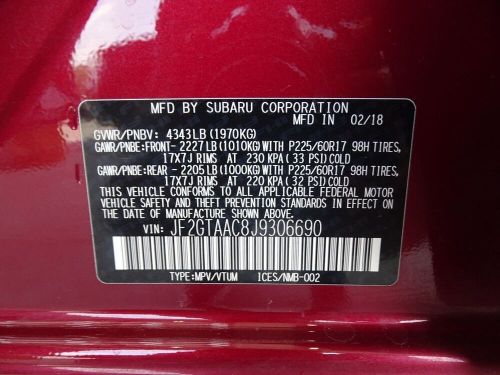 MFD BY SUBARU CORPORATION
MFD IN 02/18
GVWR/PNBV: 4343LB(1970KG)
GAWR/PNBE:FRONT-2227LB(1010KG)WITH P225/60R17 98H TIRES,
17X7J RIMS AT 230 KPA(33 PSI)COLD
GAWR/PNBE:REAR -2205LB(1000KG)WITH P225/60R17 98H TIRES,
17X7J RIMS AT 220 KPA(32 PSI)COLD
THIS VEHICLE CONFORMS TO ALL APPLICABLE FEDERAL MOTOR
VEHICLE SAFETY AND THEFT PREVENTION STANDARDS IN EFFECT
ON THE DATE OF MANUFACTURE SHOWN ABOVE.
VIN: JF2GTAAC8J9306690
TYPE:MPV/VTUM ICES/NMB-002